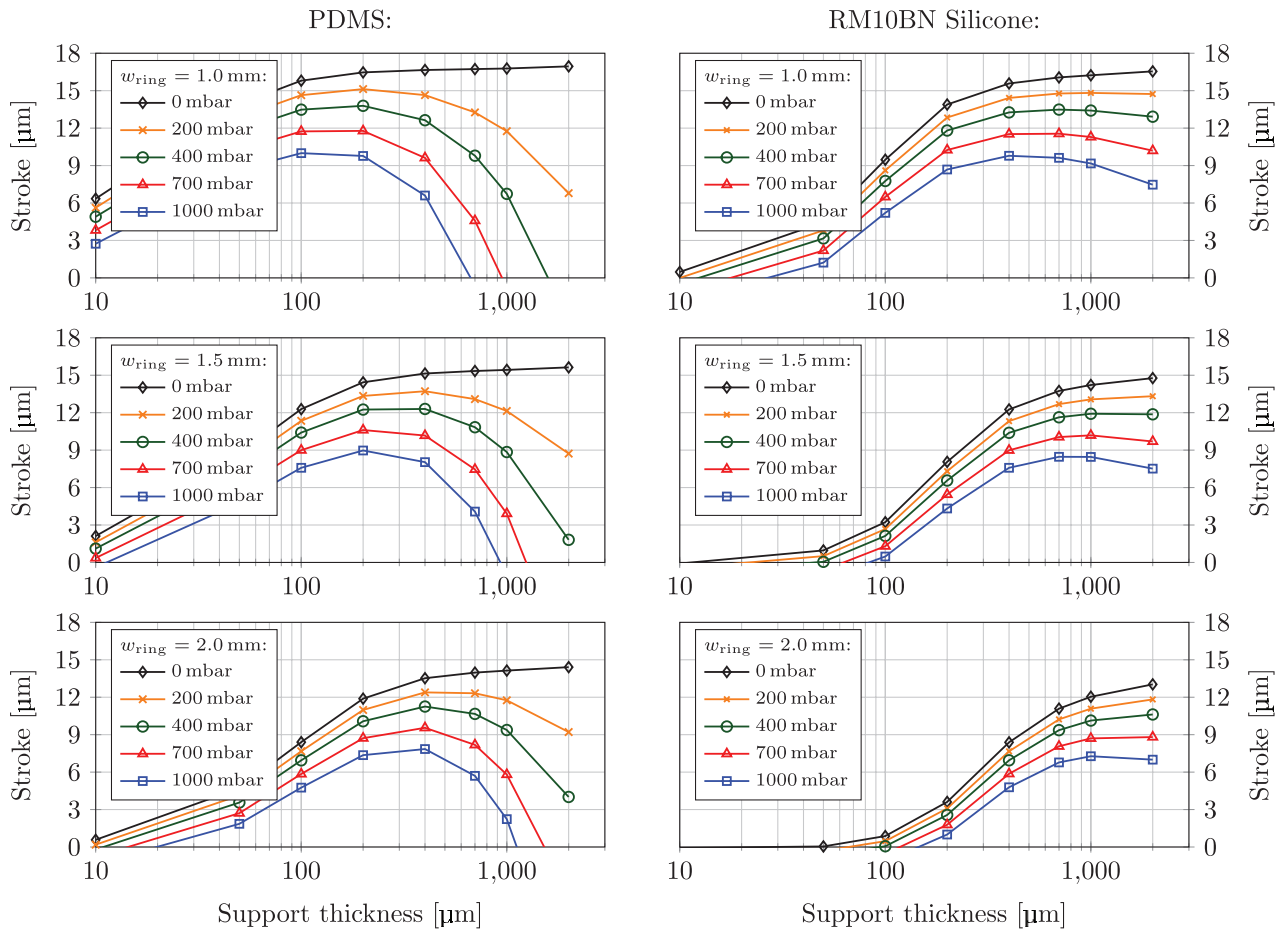 PDMS:
RM10BN Silicone:
Stroke [µm]
18
15
12
9
6
3
0
w_ring = 1.0 mm:
0 mbar
200 mbar
400 mbar
700 mbar
1000 mbar
10
100
1,000
w_ring = 1.0 mm:
0 mbar
200 mbar
400 mbar
700 mbar
1000 mbar
10
100
1,000
18
15
12
9
6
3
0
Stroke [µm]
Stroke [µm]
18
15
12
9
6
3
0
w_ring = 1.5 mm:
0 mbar
200 mbar
400 mbar
700 mbar
1000 mbar
10
100
1,000
w_ring = 1.5 mm:
0 mbar
200 mbar
400 mbar
700 mbar
1000 mbar
10
100
1,000
18
15
12
9
6
3
0
Stroke [µm]
Stroke [µm]
18
15
12
9
6
3
0
w_ring = 2.0 mm:
0 mbar
200 mbar
400 mbar
700 mbar
1000 mbar
10
100
1,000
Support thickness [µm]
w_ring = 2.0 mm:
0 mbar
200 mbar
400 mbar
700 mbar
1000 mbar
10
100
1,000
Support thickness [µm]
18
15
12
9
6
3
0
Stroke [µm]